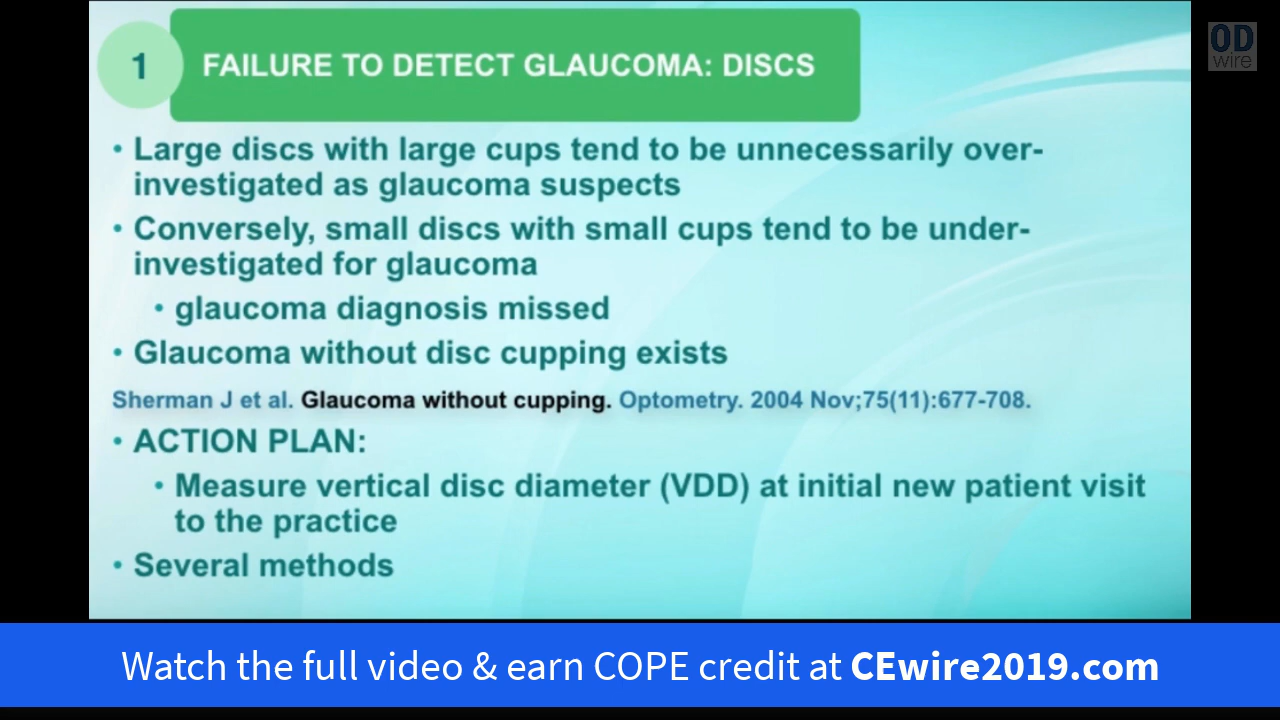 1
FAILURE TO DETECT GLAUCOMA: DISCS
OD
wire
• Large discs with large cups tend to be unnecessarily over-
investigated as glaucoma suspects
• Conversely, small discs with small cups tend to be under-
investigated for glaucoma
• glaucoma diagnosis missed
• Glaucoma without disc cupping exists
Sherman J et al. Glaucoma without cupping. Optometry. 2004 Nov;75(11):677-708.
• ACTION PLAN:
• Measure vertical disc diameter (VDD) at initial new patient visit
to the practice
• Several methods
Watch the full video & earn COPE credit at CEwire2019.com